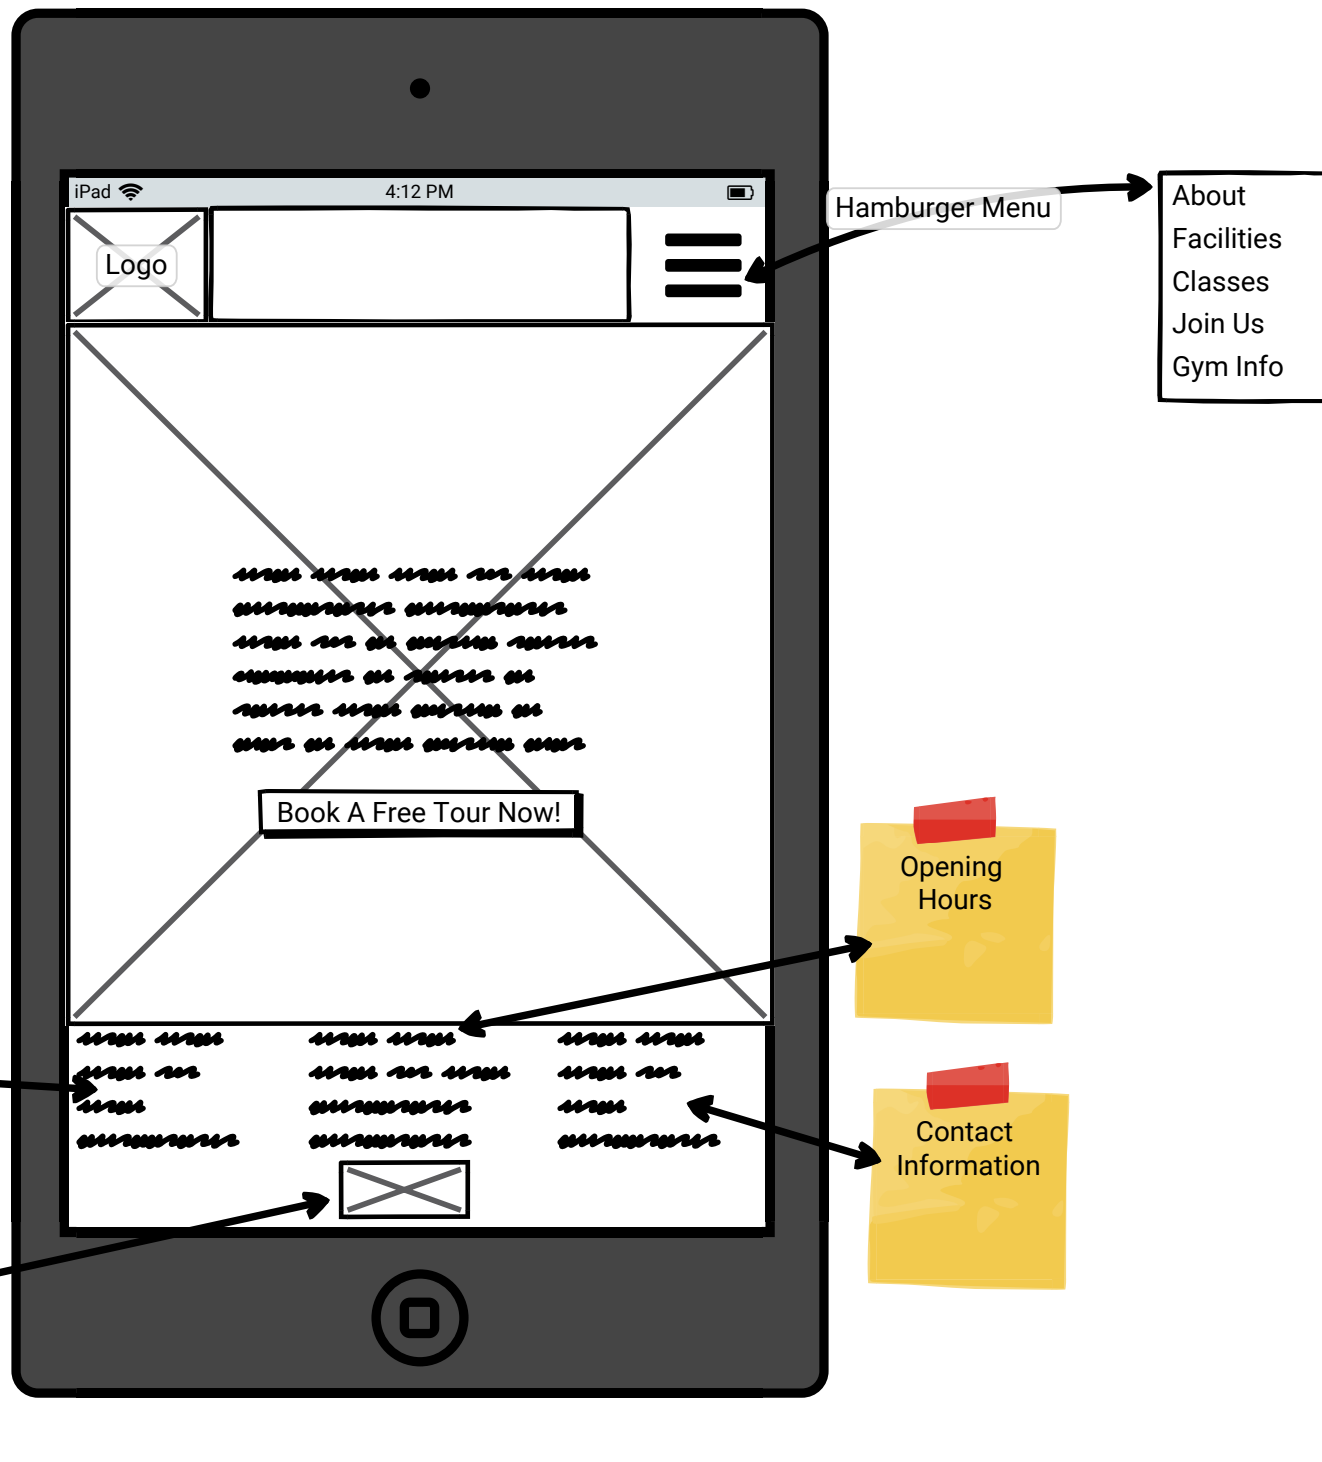 iPad
4:12 PM
Logo
Hamburger Menu
About
Facilities
Classes
Join Us
Gym Info
Book A Free Tour Now!
Opening
Hours
Contact
Information